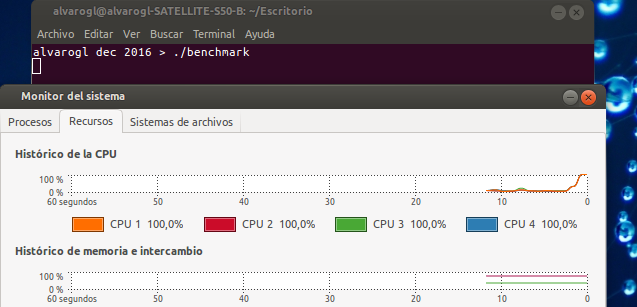 alvarogl@alvarogl-SATELLITE-S50-B: ~/Escritorio
Archivo Editar Ver Buscar Terminal Ayuda
alvarogl dec 2016 > ./benchmark
Monitor del sistema
Procesos Recursos Sistemas de archivos
Histórico de la CPU
100 %
0 %
60 segundos 50 40 30 20 10 0
CPU 1 100,0% CPU 2 100,0% CPU 3 100,0% CPU 4 100,0%
Histórico de memoria e intercambio
100 %
0 %
60 segundos 50 40 30 20 10 0